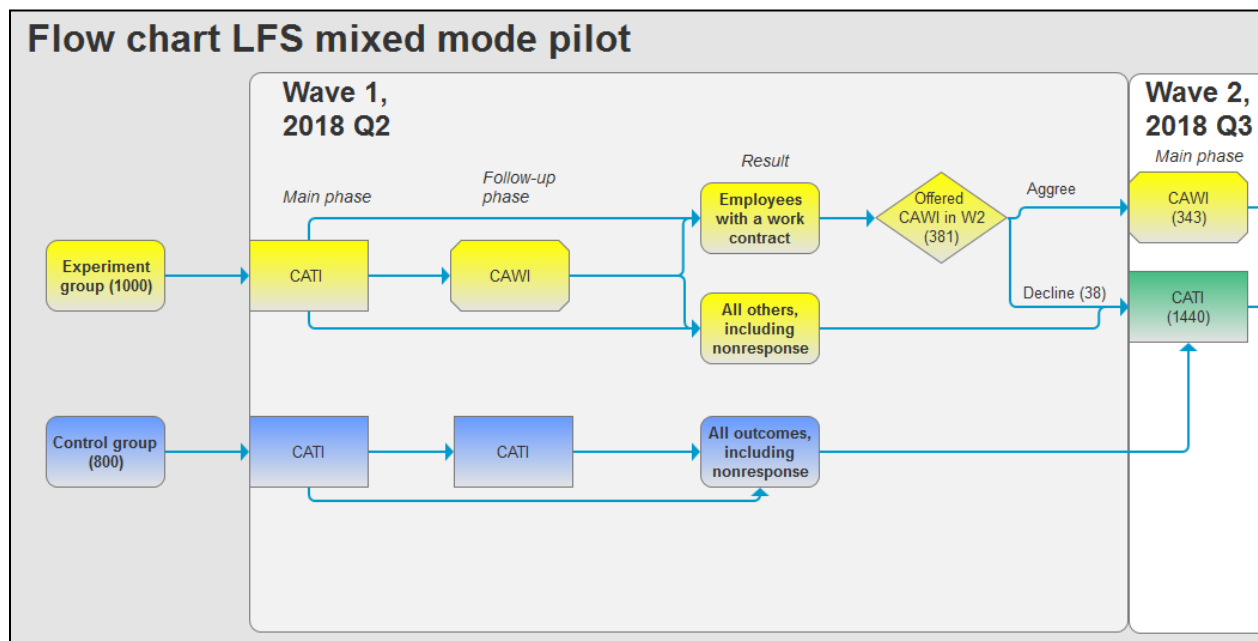 Flow chart LFS mixed mode pilot
Wave 1,
2018 Q2
Wave 2,
2018 Q3
Main phase
Follow-up
phase
Result
Main phase
Experiment
group (1000)
CATI
CAWI
Employees
with a work
contract
Offered
CAWI in W2
(381)
Aggree
CAWI
(343)
All others,
including
nonresponse
Decline (38)
CATI
(1440)
Control group
(800)
CATI
CATI
All outcomes,
including
nonresponse